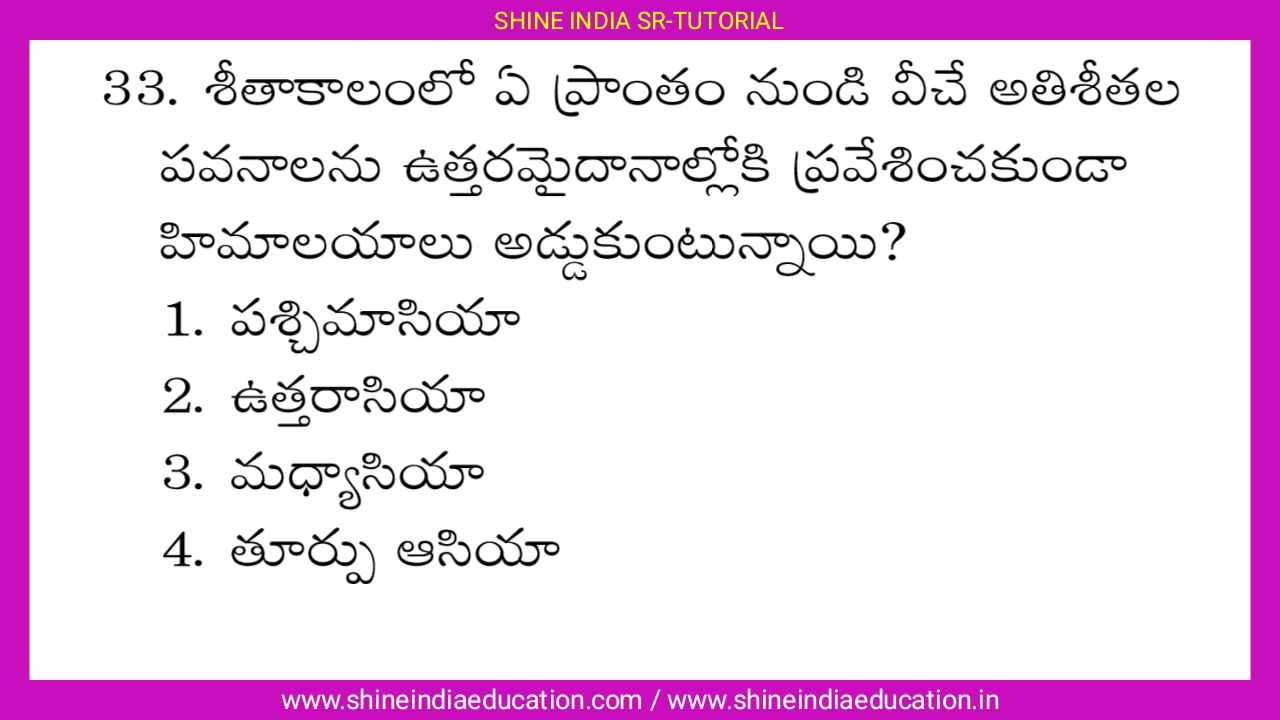 SHINE INDIA SR-TUTORIAL
33. శీతాకాలంలో ఏ ప్రాంతం నుండి వీచే అతిశీతల
పవనాలను ఉత్తరమైదానాల్లోకి ప్రవేశించకుండా
హిమాలయాలు అడ్డుకుంటున్నాయి?
1. పశ్చిమాసియా
2. ఉత్తరాసియా
3. మధ్యాసియా
4. తూర్పు ఆసియా
www.shineindiaeducation.com / www.shineindiaeducation.in